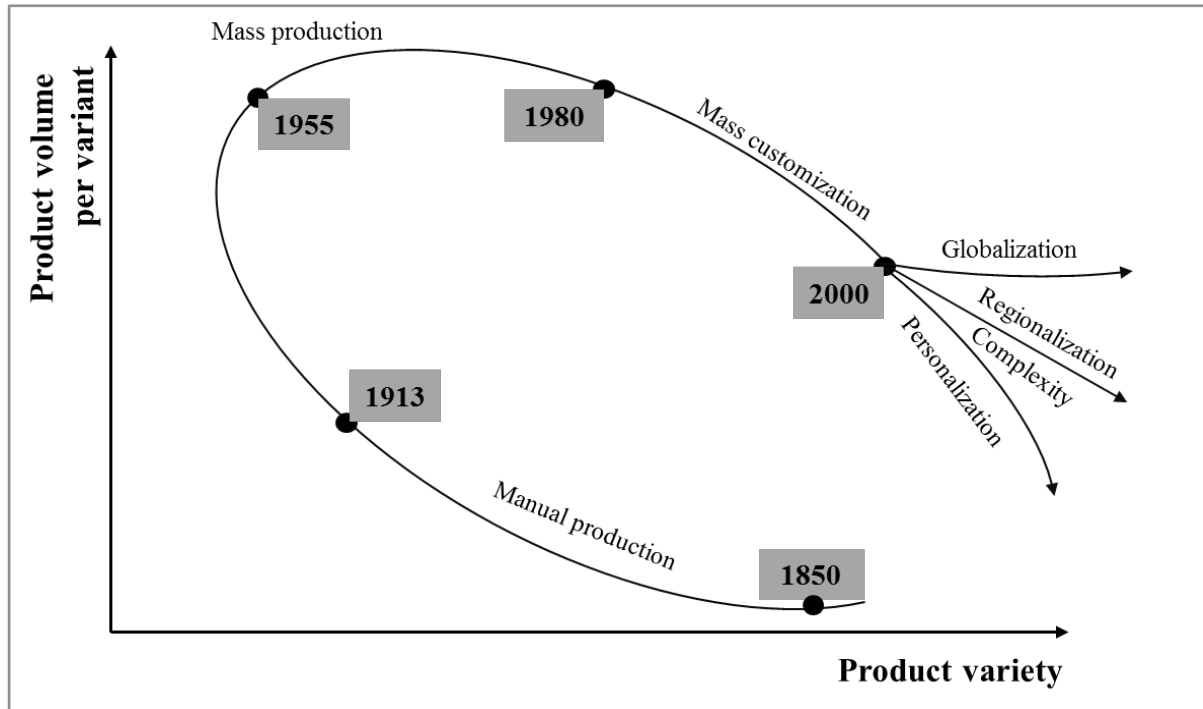 Mass production
Product volume
per variant
1955
1980
Mass customization
Globalization
2000
Regionalization
Complexity
Personalization
1913
Manual production
1850
Product variety